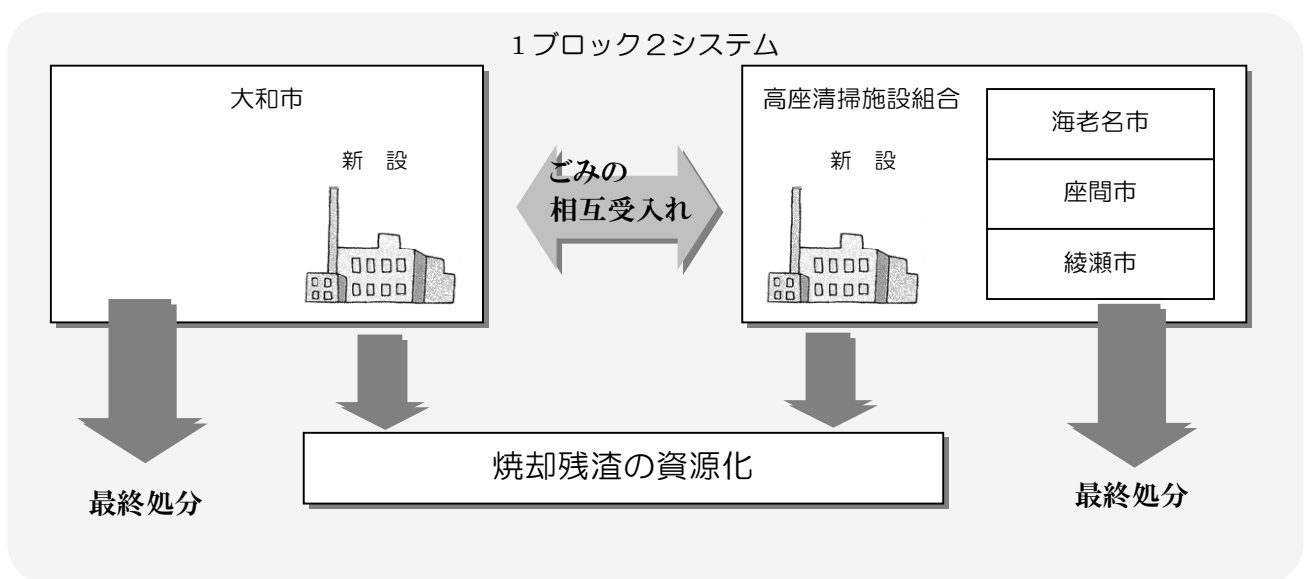 １ブロック２システム
大和市
新　設
ごみの
相互受入れ
高座清掃施設組合
新　設
海老名市
座間市
綾瀬市
焼却残渣の資源化
最終処分
最終処分